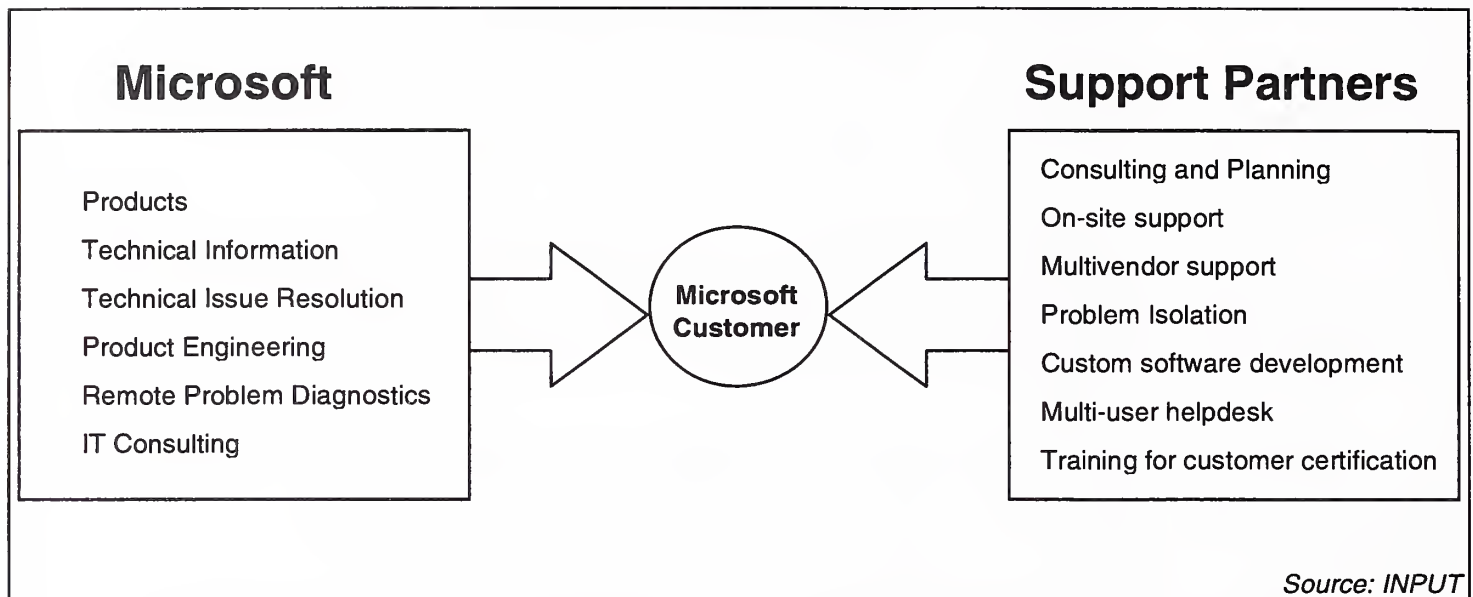 Microsoft
Products
Technical Information
Technical Issue Resolution
Product Engineering
Remote Problem Diagnostics
IT Consulting
Microsoft
Customer
Support Partners
Consulting and Planning
On-site support
Multivendor support
Problem Isolation
Custom software development
Multi-user helpdesk
Training for customer certification
Source: INPUT